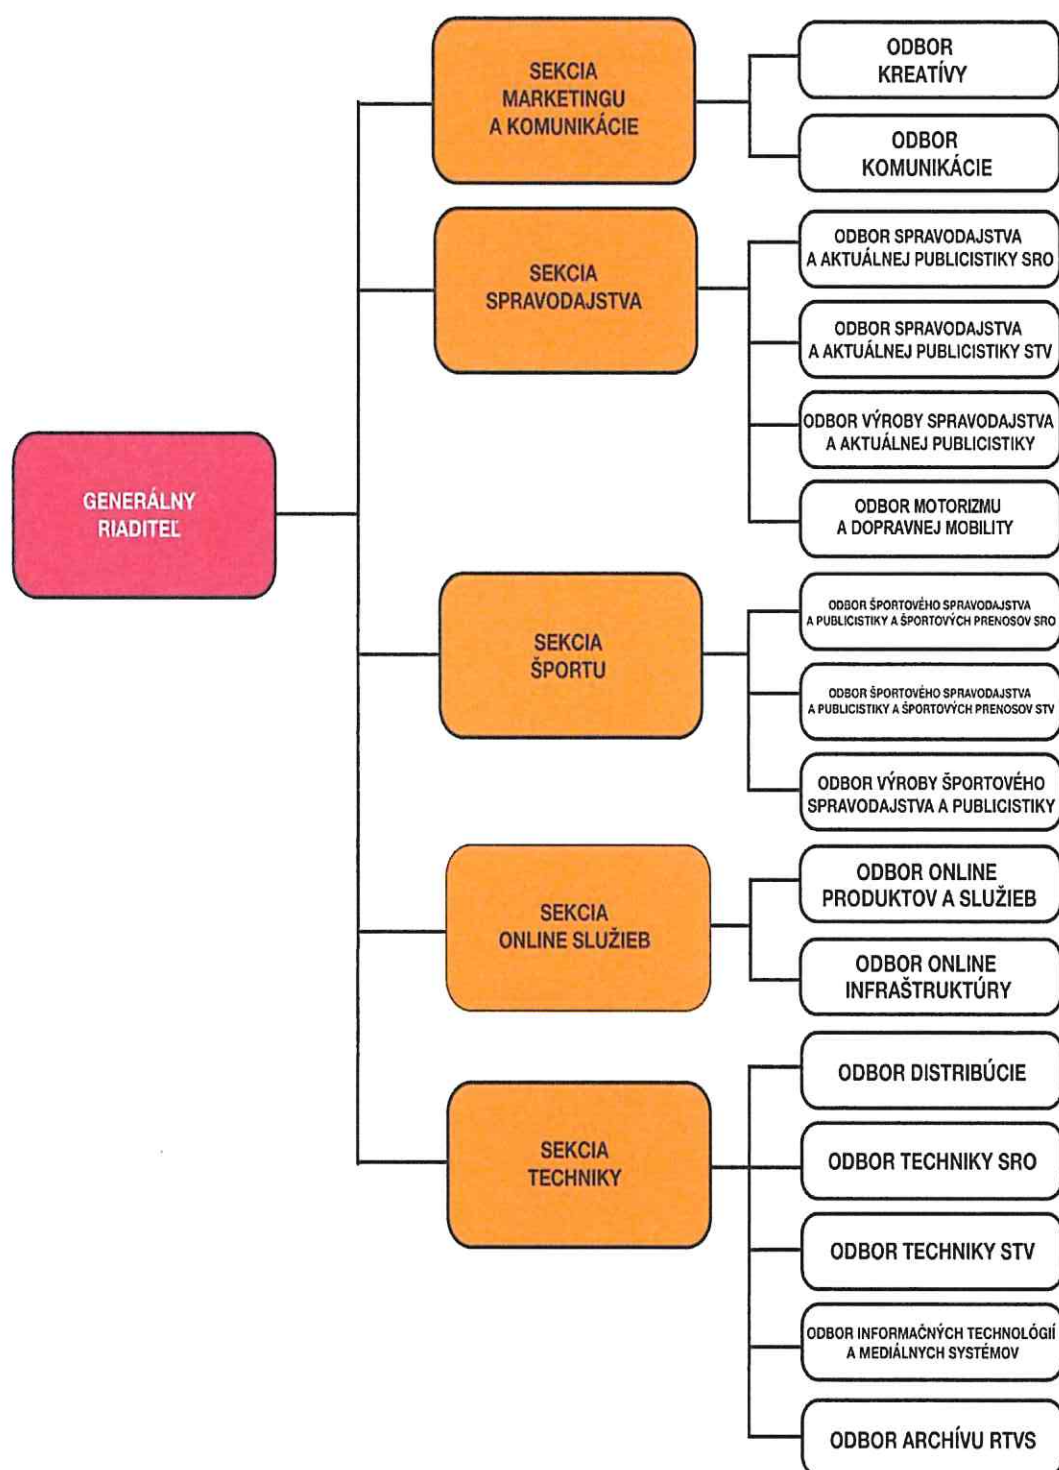 GENERÁLNY
RIADITEĽ
SEKCIA
MARKETINGU
A KOMUNIKÁCIE
ODBOR
KREATÍVY
ODBOR
KOMUNIKÁCIE
SEKCIA
SPRAVODAJSTVA
ODBOR SPRAVODAJSTVA
A AKTUÁLNEJ PUBLICISTIKY SRO
ODBOR SPRAVODAJSTVA
A AKTUÁLNEJ PUBLICISTIKY STV
ODBOR VÝROBY SPRAVODAJSTVA
A AKTUÁLNEJ PUBLICISTIKY
ODBOR MOTORIZMU
A DOPRAVNEJ MOBILITY
SEKCIA
ŠPORTU
ODBOR ŠPORTOVÉHO SPRAVODAJSTVA
A PUBLICISTIKY A ŠPORTOVÝCH PRENOSOV SRO
ODBOR ŠPORTOVÉHO SPRAVODAJSTVA
A PUBLICISTIKY A ŠPORTOVÝCH PRENOSOV STV
ODBOR VÝROBY ŠPORTOVÉHO
SPRAVODAJSTVA A PUBLICISTIKY
SEKCIA
ONLINE SLUŽIEB
ODBOR ONLINE
PRODUKTOV A SLUŽIEB
ODBOR ONLINE
INFRAŠTRUKTÚRY
SEKCIA
TECHNIKY
ODBOR DISTRIBÚCIE
ODBOR TECHNIKY SRO
ODBOR TECHNIKY STV
ODBOR INFORMAČNÝCH TECHNOLÓGIÍ
A MEDIÁLNYCH SYSTÉMOV
ODBOR ARCHÍVU RTVS